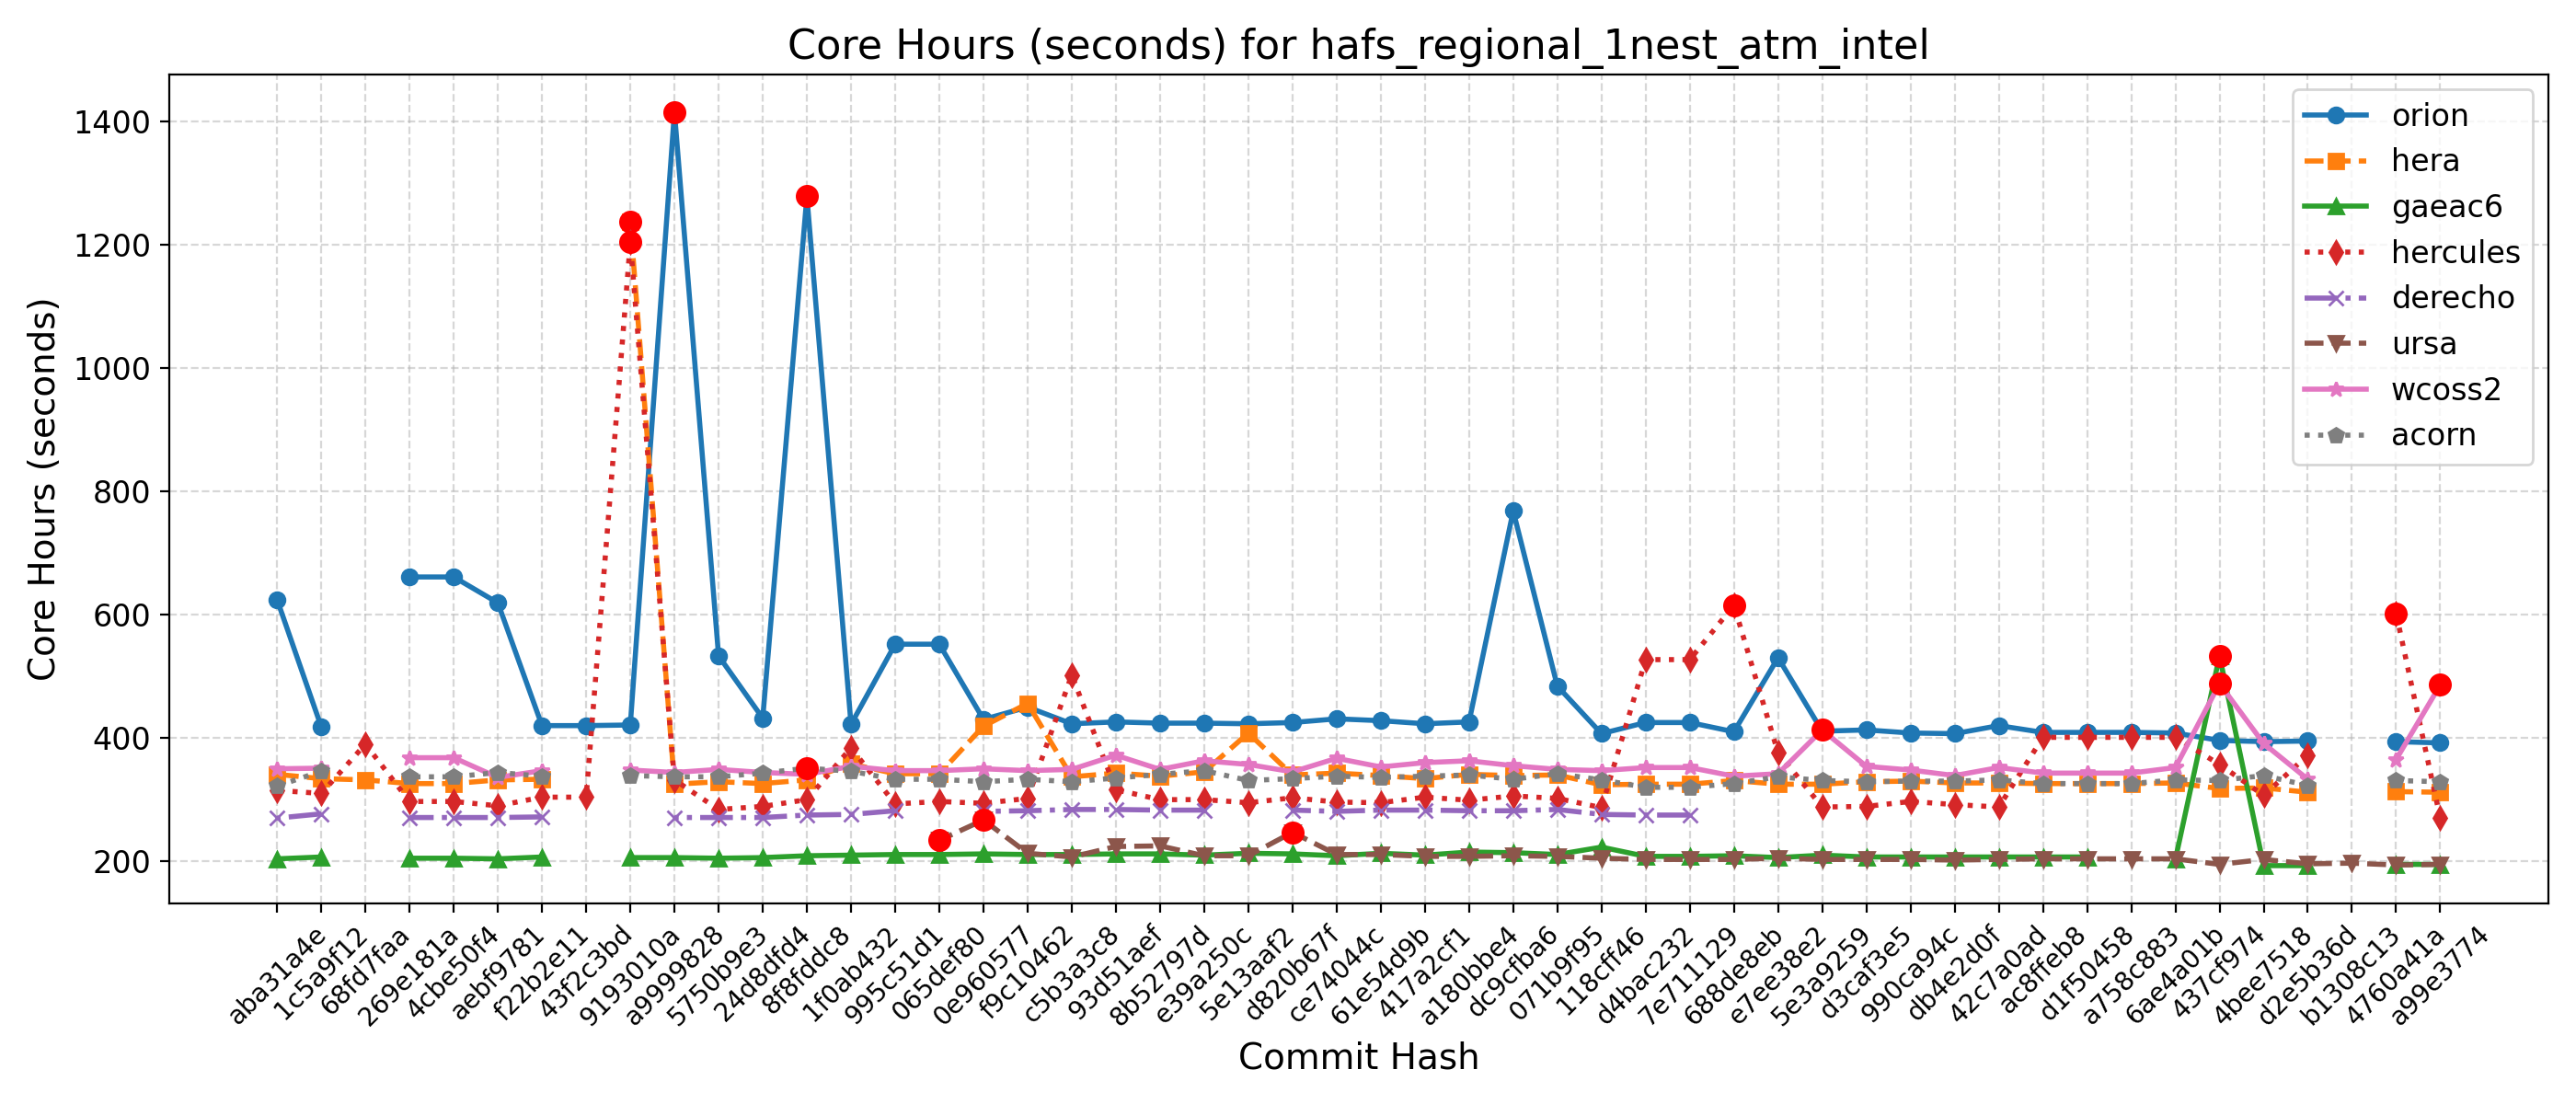 Core Hours (seconds) for hafs_regional_1nest_atm_intel
Core Hours (seconds)
1400
1200
1000
800
600
400
200
orion
hera
gaeac6
hercules
derecho
ursa
wcoss2
acorn
aba31a4e
1c5a9f12
68fd7faa
269e181a
4cbe50f4
aebf9781
f22b2e11
43f2c3bd
9193010a
a9999828
5750b9e3
24d8dfd4
8f8fddc8
1f0ab432
995c51d1
065def80
0e960577
f9c10462
c5b3a3c8
93d51aef
8b52797d
e39a250c
5e13aaf2
d820b67f
ce74044c
61e54d9b
417a2cf1
a180bbe4
dc9cfba6
071b9f95
118cff46
d4bac232
7e711129
688de8eb
e7ee38e2
5e3a9259
d3caf3e5
990ca94c
db4e2d0f
42c7a0ad
ac8ffeb8
d1f50458
a758c883
6ae4a01b
437cf974
4bee7518
d2e5b36d
b1308c13
4760a41a
a99e3774
Commit Hash